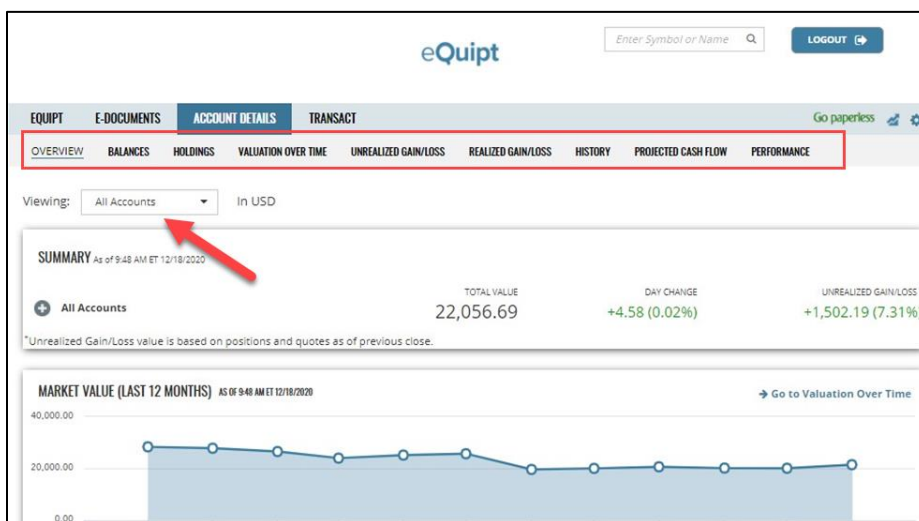 eQuipt
Enter Symbol or Name
LOGOUT
EQUIPT E-DOCUMENTS ACCOUNT DETAILS TRANSACT Go paperless
OVERVIEW BALANCES HOLDINGS VALUATION OVER TIME UNREALIZED GAIN/LOSS REALIZED GAIN/LOSS HISTORY PROJECTED CASH FLOW PERFORMANCE
Viewing: All Accounts In USD
SUMMARY As of 9:48 AM ET 12/18/2020
TOTAL VALUE DAY CHANGE UNREALIZED GAIN/LOSS
All Accounts 22,056.69 +4.58 (0.02%) +1,502.19 (7.31%
*Unrealized Gain/Loss value is based on positions and quotes as of previous close.
MARKET VALUE (LAST 12 MONTHS) AS OF 9:48 AM ET 12/18/2020 Go to Valuation Over Time
40,000.00
20,000.00
0.00